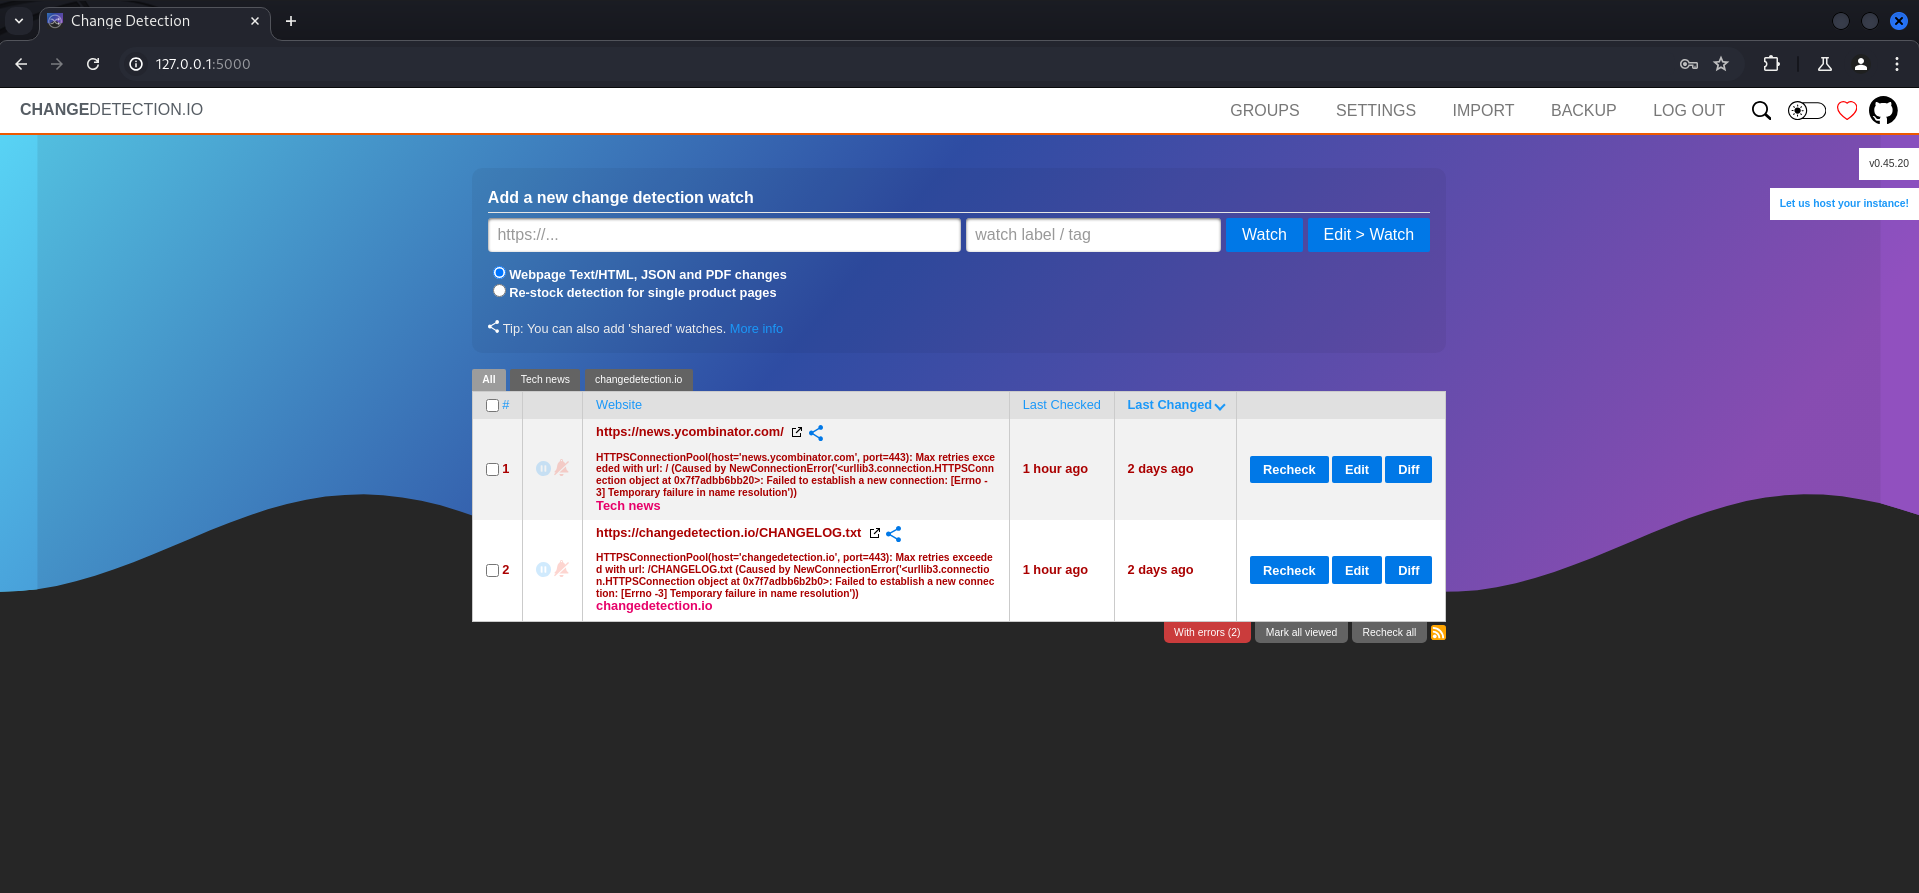 Change Detection
127.0.0.1:5000
CHANGEDETECTION.IO
GROUPS
SETTINGS
IMPORT
BACKUP
LOG OUT
v0.45.20
Let us host your instance!
Add a new change detection watch
https://...
watch label / tag
Watch
Edit > Watch
Webpage Text/HTML, JSON and PDF changes
Re-stock detection for single product pages
Tip: You can also add 'shared' watches. More info
All
Tech news
changedetection.io
#
Website
Last Checked
Last Changed
1
https://news.ycombinator.com/
HTTPSConnectionPool(host='news.ycombinator.com', port=443): Max retries exce
eded with url: / (Caused by NewConnectionError('<urllib3.connection.HTTPSConn
ection object at 0x7f7adbb6bb20>: Failed to establish a new connection: [Errno -
3] Temporary failure in name resolution'))
Tech news
1 hour ago
2 days ago
Recheck
Edit
Diff
2
https://changedetection.io/CHANGELOG.txt
HTTPSConnectionPool(host='changedetection.io', port=443): Max retries exceede
d with url: /CHANGELOG.txt (Caused by NewConnectionError('<urllib3.connectio
n.HTTPSConnection object at 0x7f7adbb6b2b0>: Failed to establish a new connec
tion: [Errno -3] Temporary failure in name resolution'))
changedetection.io
1 hour ago
2 days ago
Recheck
Edit
Diff
With errors (2)
Mark all viewed
Recheck all